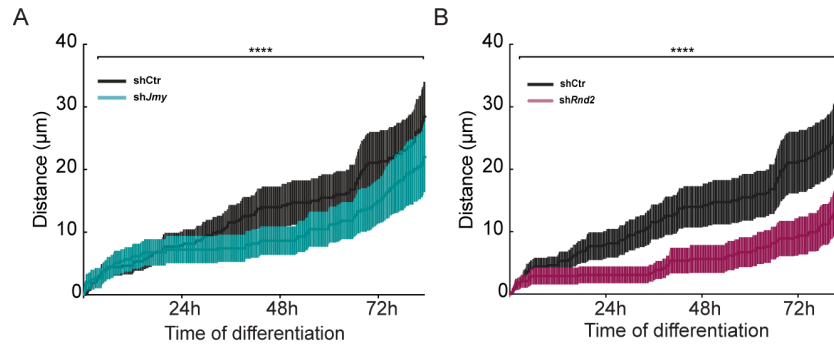 A
40
30
20
10
0
Distance (µm)
****
shCtr
shJmy
24h
48h
72h
Time of differentiation
B
40
30
20
10
0
Distance (µm)
****
shCtr
shRnd2
24h
48h
72h
Time of differentiation